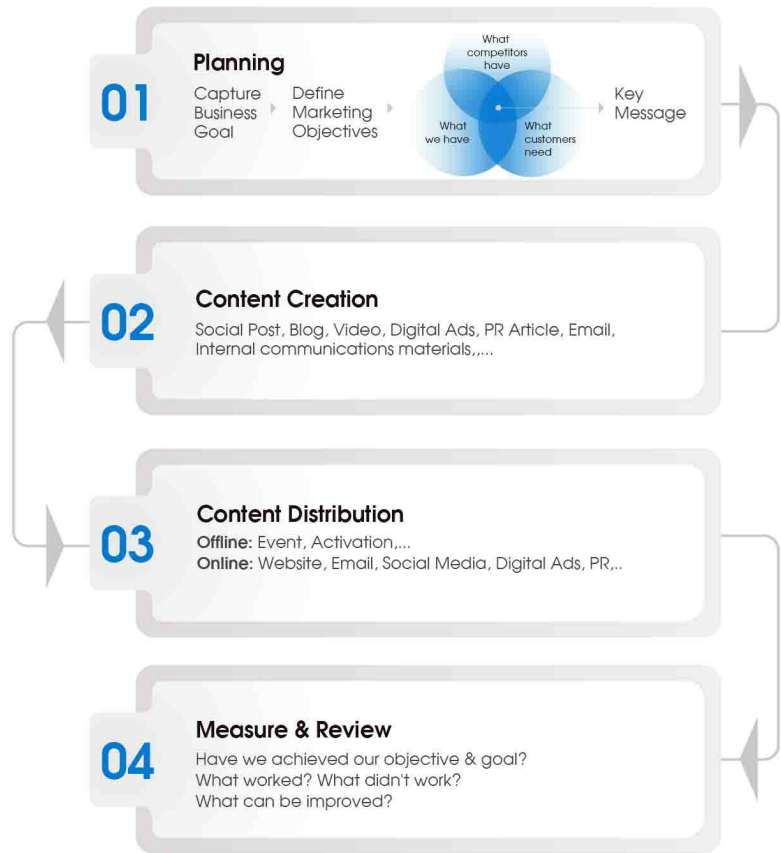 01
Planning
Capture
Business
Goal
Define
Marketing
Objectives
What
competitors
have
What
we have
What
customers
need
Key
Message
02
Content Creation
Social Post, Blog, Video, Digital Ads, PR Article, Email,
Internal communications materials,,...
03
Content Distribution
Offline: Event, Activation,...
Online: Website, Email, Social Media, Digital Ads, PR,..
04
Measure & Review
Have we achieved our objective & goal?
What worked? What didn't work?
What can be improved?